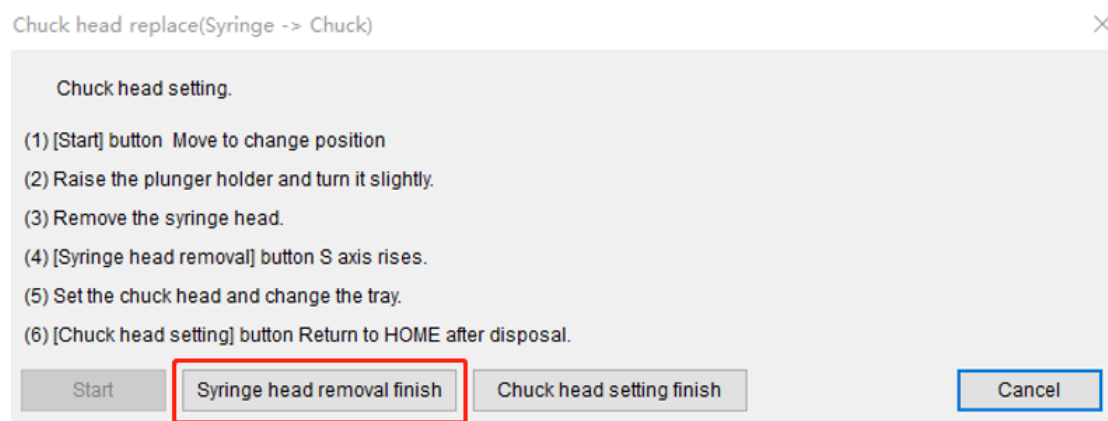 Chuck head replace(Syringe -> Chuck)
Chuck head setting.
(1) [Start] button  Move to change position
(2) Raise the plunger holder and turn it slightly.
(3) Remove the syringe head.
(4) [Syringe head removal] button S axis rises.
(5) Set the chuck head and change the tray.
(6) [Chuck head setting] button Return to HOME after disposal.
Start Syringe head removal finish Chuck head setting finish Cancel